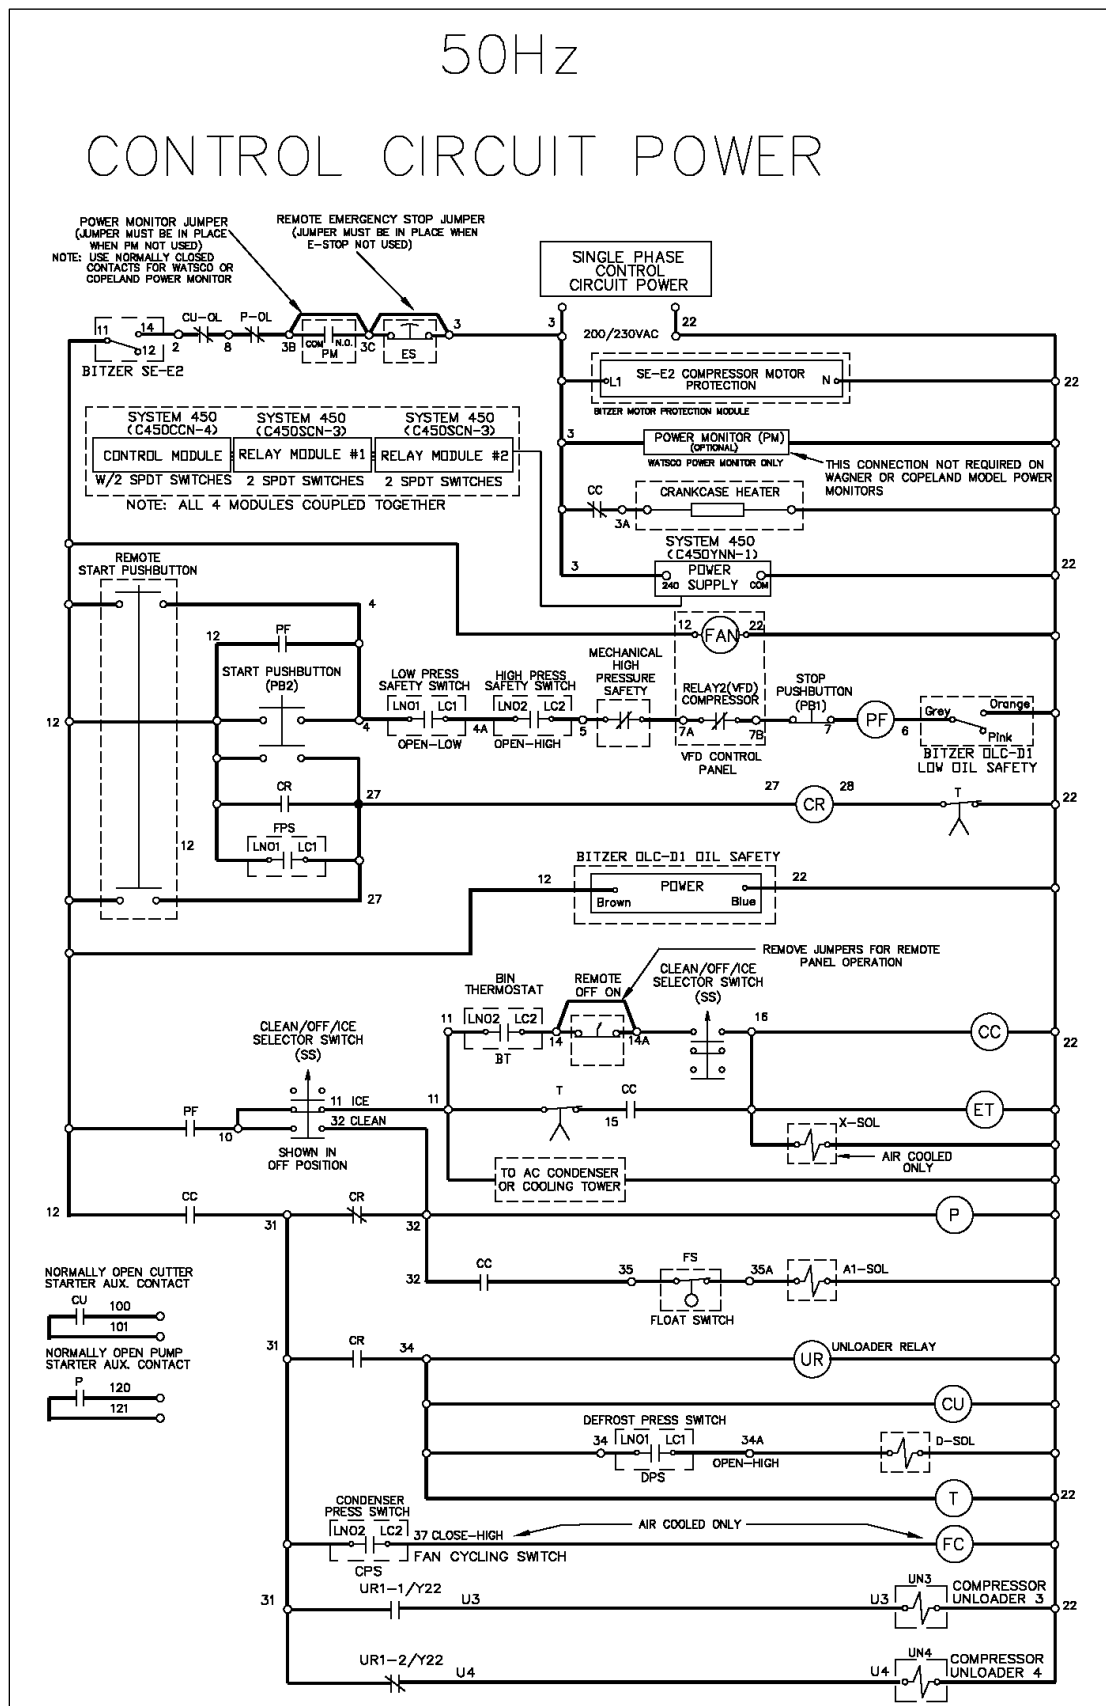 50Hz
CONTROL CIRCUIT POWER
POWER MONITOR JUMPER
(JUMPER MUST BE IN PLACE
WHEN PM NOT USED)
NOTE: USE NORMALLY CLOSED
CONTACTS FOR WATSCO OR
COPELAND POWER MONITOR
REMOTE EMERGENCY STOP JUMPER
(JUMPER MUST BE IN PLACE WHEN
E-STOP NOT USED)
SINGLE PHASE
CONTROL
CIRCUIT POWER
3
22
200/230VAC
11
14
12
BITZER SE-E2
2
CU-OL
8
P-OL
3B
COM
N.O.
PM
3C
ES
3
L1
SE-E2 COMPRESSOR MOTOR
PROTECTION
N
22
BITZER MOTOR PROTECTION MODULE
SYSTEM 450
(C450CCN-4)
CONTROL MODULE
W/2 SPDT SWITCHES
SYSTEM 450
(C450SCN-3)
RELAY MODULE #1
2 SPDT SWITCHES
SYSTEM 450
(C450SCN-3)
RELAY MODULE #2
2 SPDT SWITCHES
NOTE: ALL 4 MODULES COUPLED TOGETHER
3
POWER MONITOR (PM)
(OPTIONAL)
WATSCO POWER MONITOR ONLY
THIS CONNECTION NOT REQUIRED ON
WAGNER OR COPELAND MODEL POWER
MONITORS
CC
3A
CRANKCASE HEATER
SYSTEM 450
(C450YNN-1)
3
POWER
SUPPLY
240
COM
22
REMOTE
START PUSHBUTTON
4
12
PF
12
FAN
22
START PUSHBUTTON
(PB2)
12
4
LOW PRESS
SAFETY SWITCH
LNO1 LC1
OPEN-LOW
4A
HIGH PRESS
SAFETY SWITCH
LNO2 LC2
OPEN-HIGH
5
MECHANICAL
HIGH
PRESSURE
SAFETY
7A
RELAY2(VFD)
COMPRESSOR
7B
VFD CONTROL
PANEL
STOP
PUSHBUTTON
(PB1)
7
PF
6
Grey
Orange
Pink
BITZER OLC-D1
LOW OIL SAFETY
CR
27
27
CR
28
T
22
FPS
LNO1 LC1
12
27
BITZER OLC-D1 OIL SAFETY
12
POWER
Brown
Blue
22
REMOVE JUMPERS FOR REMOTE
PANEL OPERATION
11
BIN
THERMOSTAT
LNO2 LC2
BT
14
REMOTE
OFF ON
14A
CLEAN/OFF/ICE
SELECTOR SWITCH
(SS)
16
CC
22
CLEAN/OFF/ICE
SELECTOR SWITCH
(SS)
PF
10
11 ICE
32 CLEAN
11
SHOWN IN
OFF POSITION
T
15
CC
ET
X-SOL
AIR COOLED
ONLY
TO AC CONDENSER
OR COOLING TOWER
12
CC
31
CR
32
P
32
CC
35
FS
FLOAT SWITCH
35A
A1-SOL
NORMALLY OPEN CUTTER
STARTER AUX. CONTACT
CU
100
101
NORMALLY OPEN PUMP
STARTER AUX. CONTACT
P
120
121
31
CR
34
UR
UNLOADER RELAY
CU
DEFROST PRESS SWITCH
34
LNO1 LC1
DPS
34A
OPEN-HIGH
D-SOL
T
22
CONDENSER
PRESS SWITCH
LNO2 LC2
CPS
37 CLOSE-HIGH
FAN CYCLING SWITCH
AIR COOLED ONLY
FC
31
UR1-1/Y22
U3
U3
UN3
COMPRESSOR
UNLOADER 3
22
UR1-2/Y22
U4
U4
UN4
COMPRESSOR
UNLOADER 4